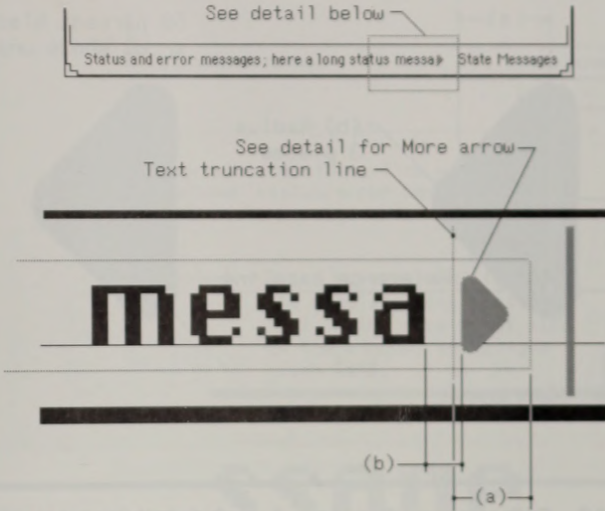 See detail below
Status and error messages; here a long status messa State Messages
See detail for More arrow
Text truncation line
messa
(b)
(a)